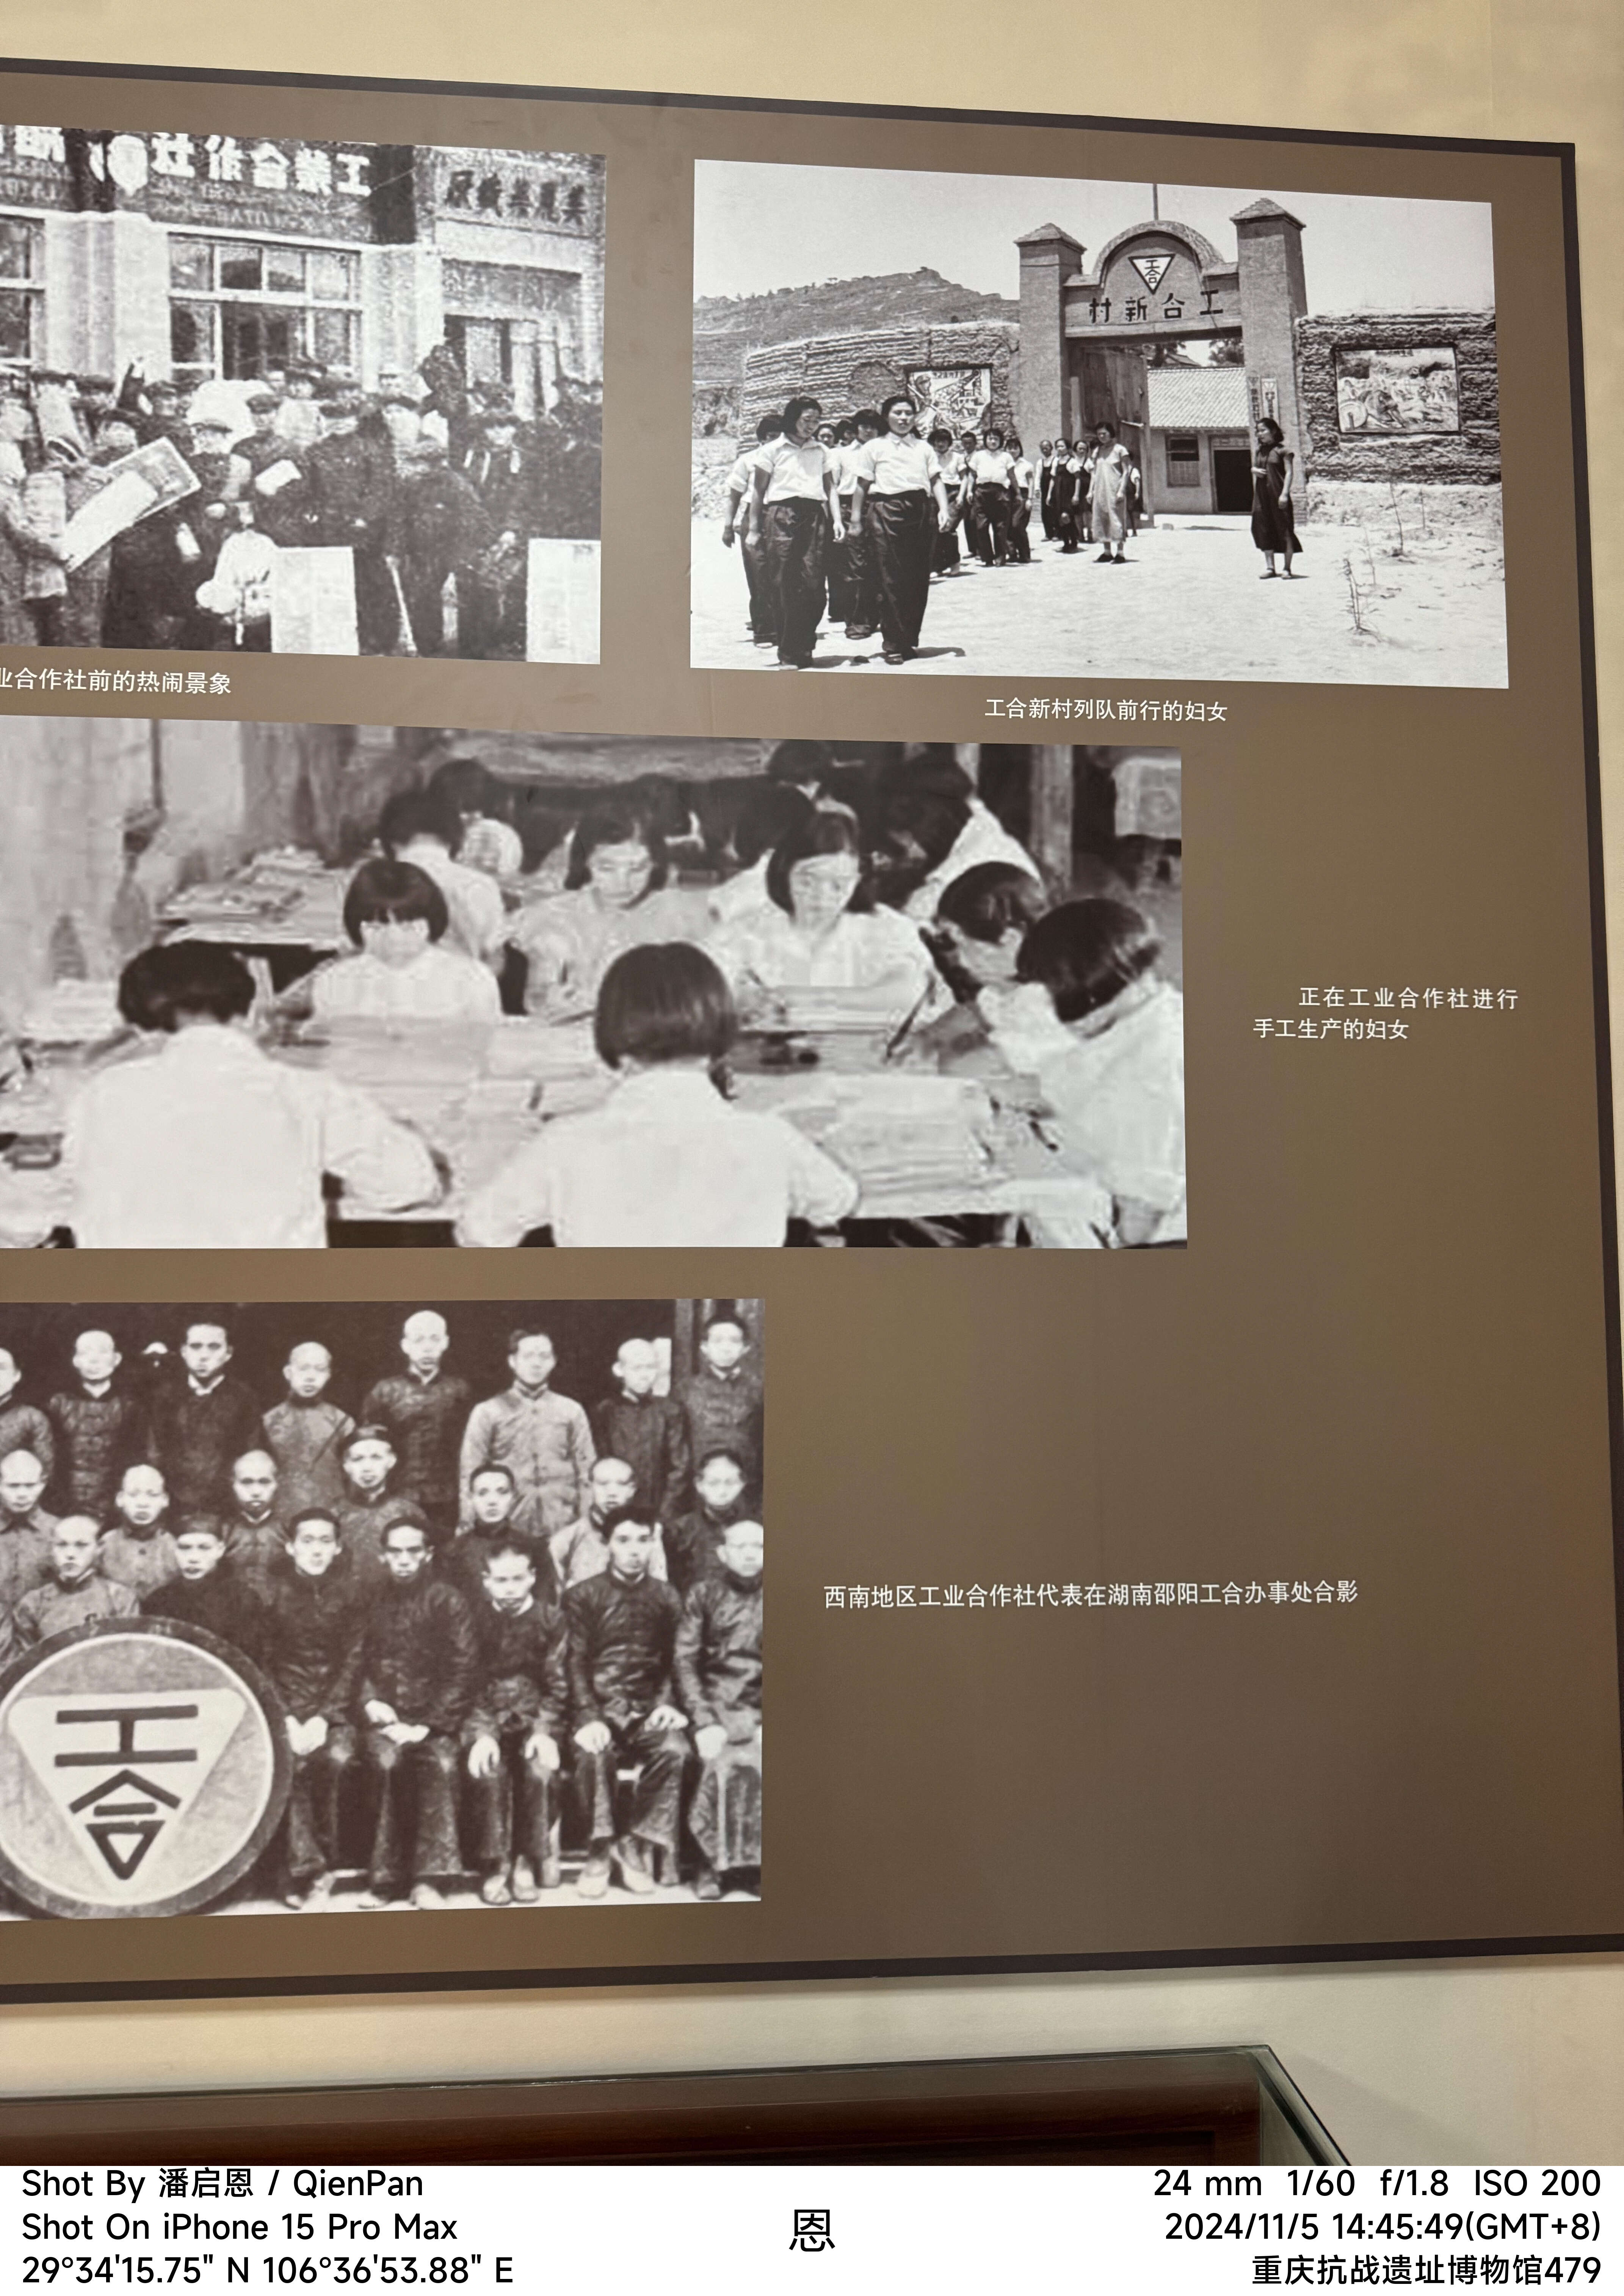 工業合作社
工合
村新合工
业合作社前的热闹景象
工合新村列队前行的妇女
正在工业合作社进行
手工生产的妇女
西南地区工业合作社代表在湖南邵阳工合办事处合影
工
合
Shot By 潘启恩 / QienPan
Shot On iPhone 15 Pro Max
29°34'15.75" N 106°36'53.88" E
恩
24 mm 1/60 f/1.8 ISO 200
2024/11/5 14:45:49(GMT+8)
重庆抗战遗址博物馆479